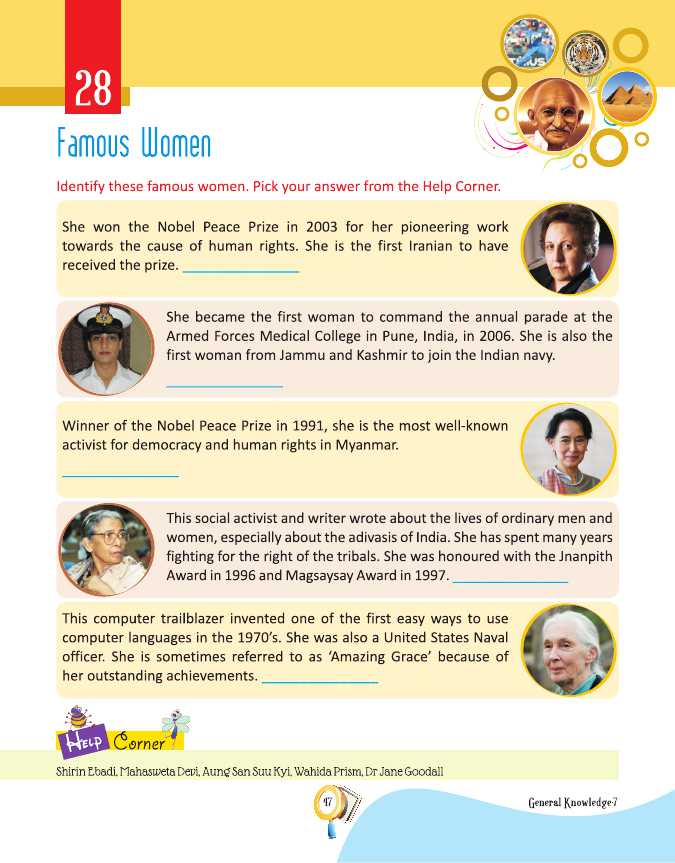 28
Famous Women
Identify these famous women. Pick your answer from the Help Corner.
She won the Nobel Peace Prize in 2003 for her pioneering work
towards the cause of human rights. She is the first Iranian to have
received the prize. _______________
She became the first woman to command the annual parade at the
Armed Forces Medical College in Pune, India, in 2006. She is also the
first woman from Jammu and Kashmir to join the Indian navy.
_______________
Winner of the Nobel Peace Prize in 1991, she is the most well-known
activist for democracy and human rights in Myanmar.
_______________
This social activist and writer wrote about the lives of ordinary men and
women, especially about the adivasis of India. She has spent many years
fighting for the right of the tribals. She was honoured with the Jnanpith
Award in 1996 and Magsaysay Award in 1997. _______________
This computer trailblazer invented one of the first easy ways to use
computer languages in the 1970's. She was also a United States Naval
officer. She is sometimes referred to as ‘Amazing Grace’ because of
her outstanding achievements. _______________
Help Corner
Shirin Ebadi, Mahasweta Devi, Aung San Suu Kyi, Wahida Prism, Dr Jane Goodall
47
General Knowledge-7